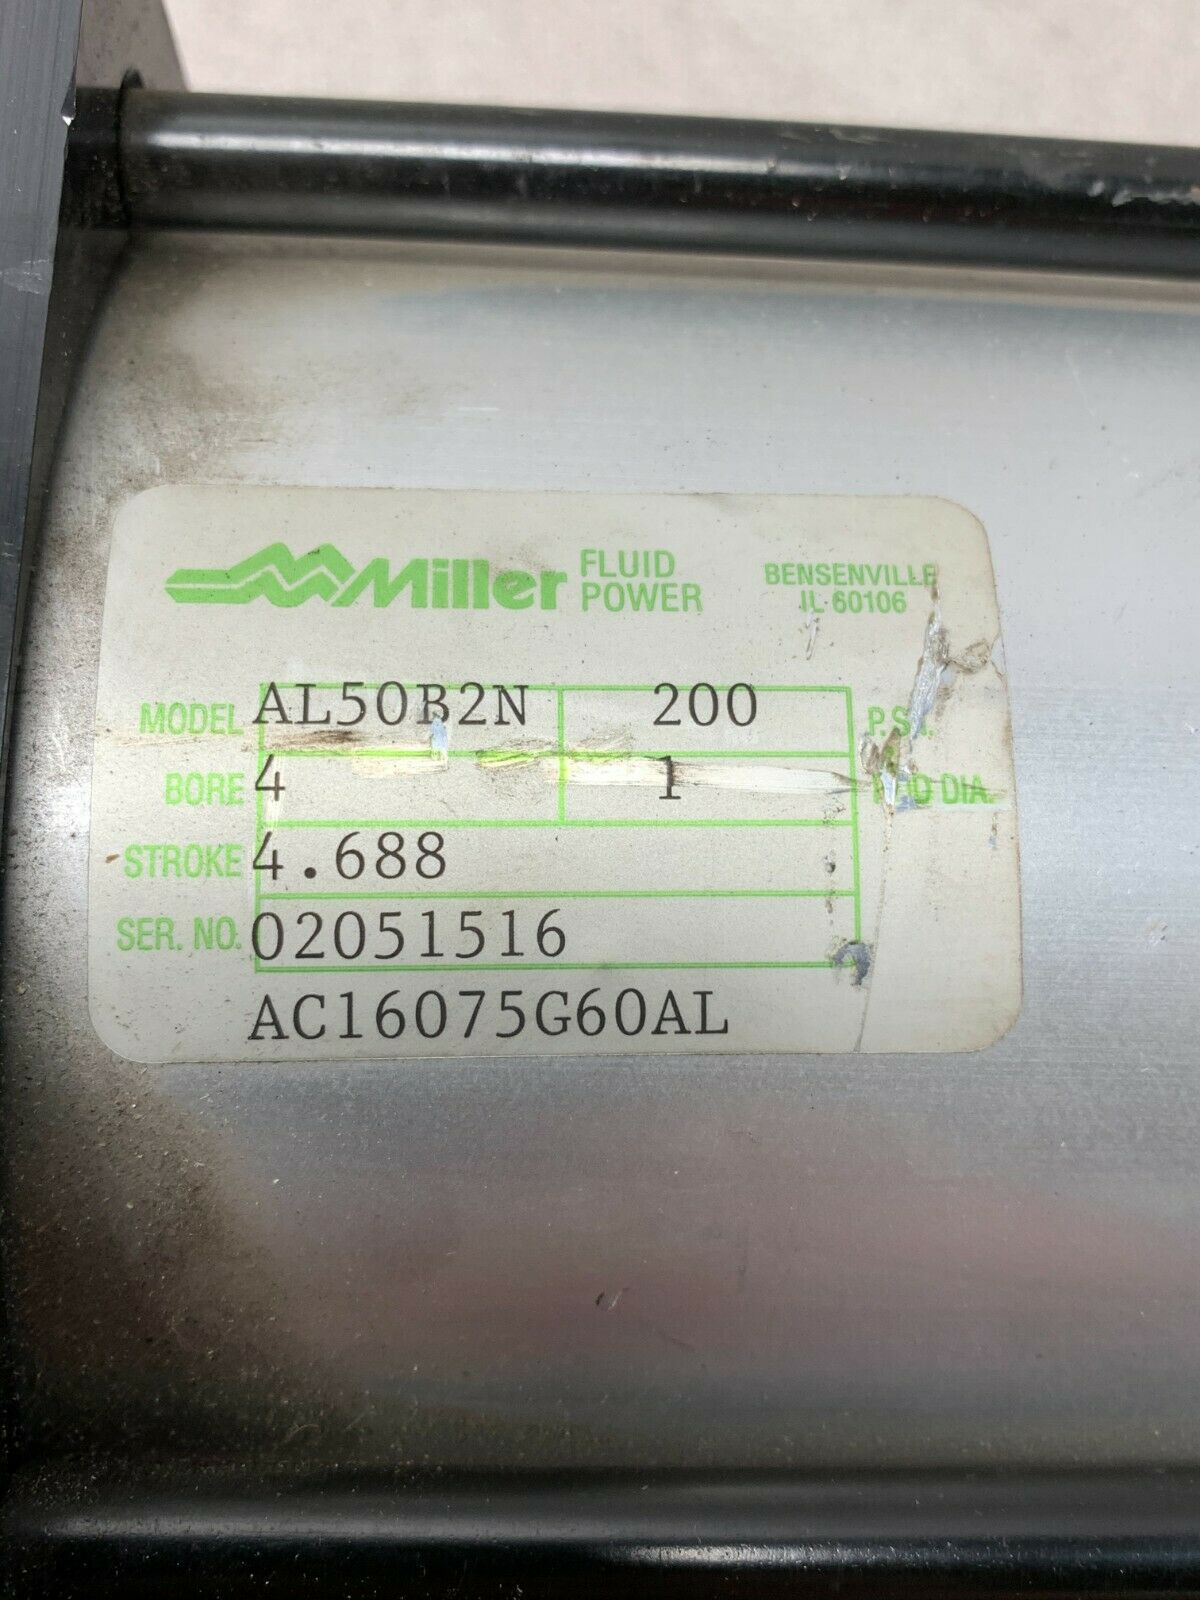 Miller FLUID POWER BENSENVILLE IL 60106
MODEL AL50B2N 200 P.S.I.
BORE 4 1 ROD DIA.
STROKE 4.688
SER. NO. 02051516
AC16075G60AL